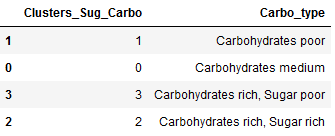 Clusters_Sug_Carbo Carbo_type
1 1 Carbohydrates poor
0 0 Carbohydrates medium
3 3 Carbohydrates rich, Sugar poor
2 2 Carbohydrates rich, Sugar rich